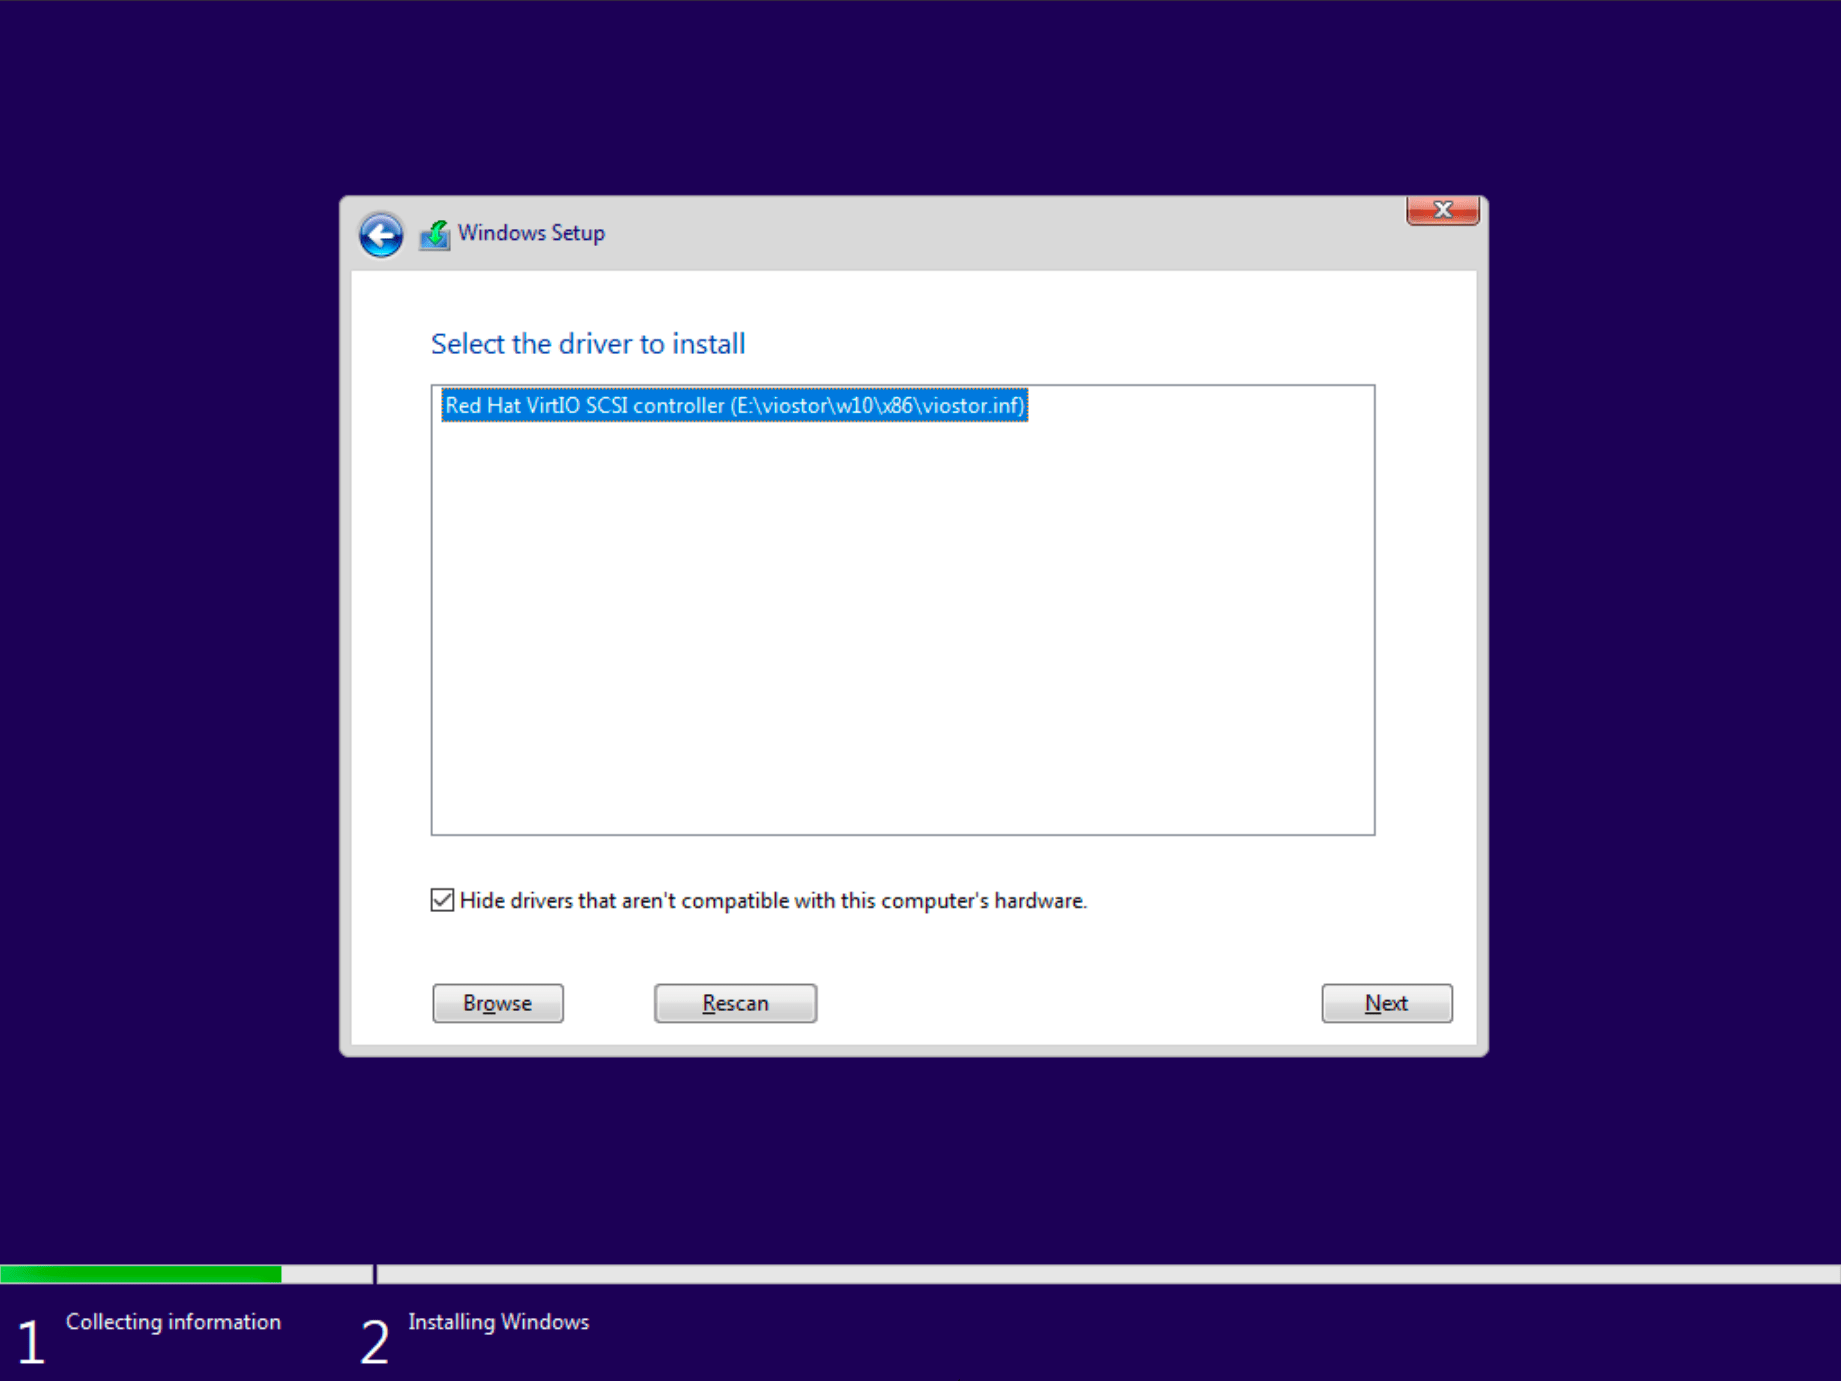 Windows Setup
Select the driver to install
Red Hat VirtIO SCSI controller (E:\viostor\w10\x86\viostor.inf)
Hide drivers that aren't compatible with this computer's hardware.
Browse
Rescan
Next
1 Collecting information
2 Installing Windows